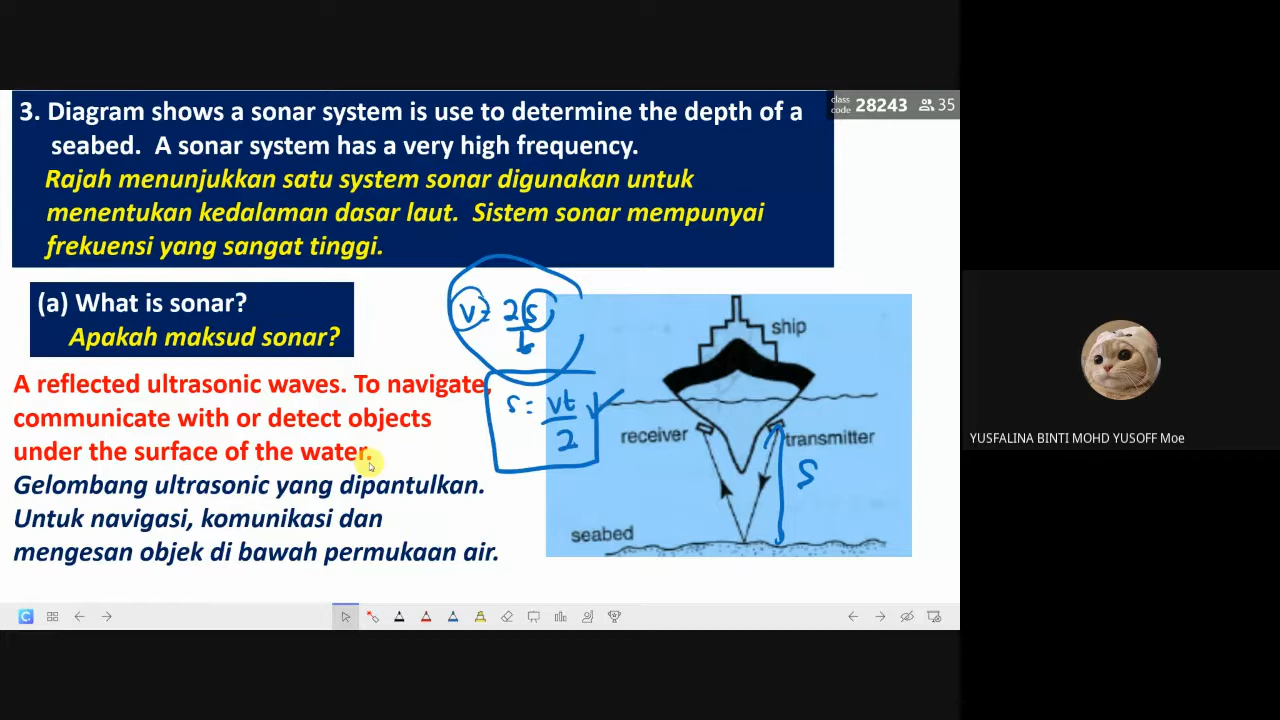 3. Diagram shows a sonar system is use to determine the depth of a
seabed. A sonar system has a very high frequency.
Rajah menunjukkan satu system sonar digunakan untuk
menentukan kedalaman dasar laut. Sistem sonar mempunyai
frekuensi yang sangat tinggi.
class
code 28243 35
(a) What is sonar?
Apakah maksud sonar?
v = 2s
t
s = vt
2
A reflected ultrasonic waves. To navigate,
communicate with or detect objects
under the surface of the water.
Gelombang ultrasonic yang dipantulkan.
Untuk navigasi, komunikasi dan
mengesan objek di bawah permukaan air.
ship
receiver
transmitter
S
seabed
C
YUSFALINA BINTI MOHD YUSOFF Moe